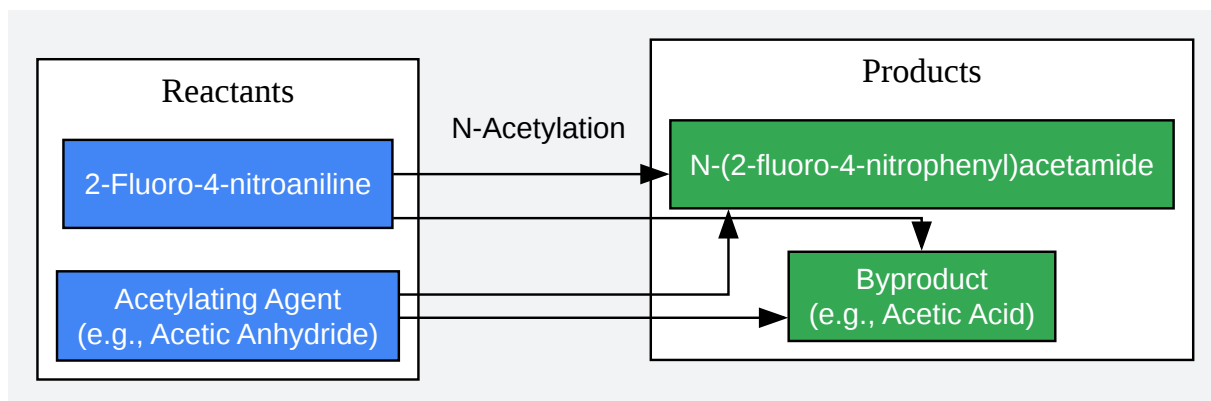 Reactants
2-Fluoro-4-nitroaniline
Acetylating Agent
(e.g., Acetic Anhydride)
N-Acetylation
Products
N-(2-fluoro-4-nitrophenyl)acetamide
Byproduct
(e.g., Acetic Acid)